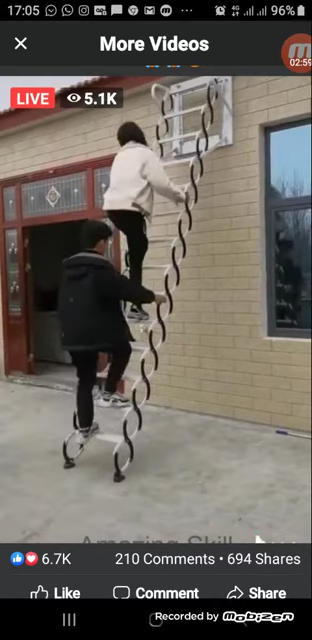 17:05 96%
More Videos
02:59
LIVE 5.1K
Amazing Skill
6.7K 210 Comments • 694 Shares
Like Comment Share
Recorded by mobizen